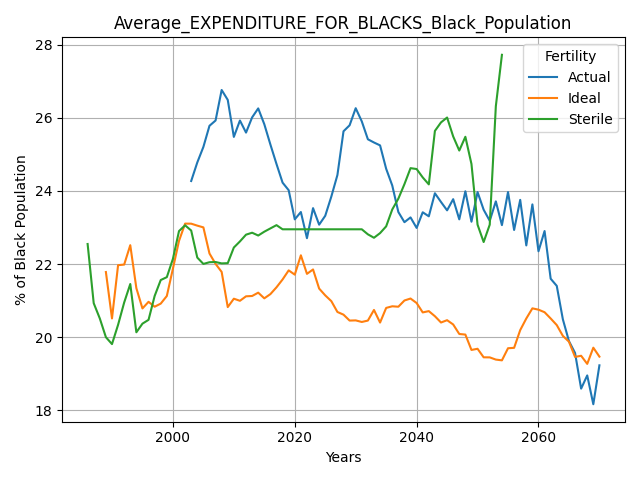 Average_EXPENDITURE_FOR_BLACKS_Black_Population
28
26
24
22
20
18
% of Black Population
Fertility
Actual
Ideal
Sterile
2000
2020
2040
2060
Years